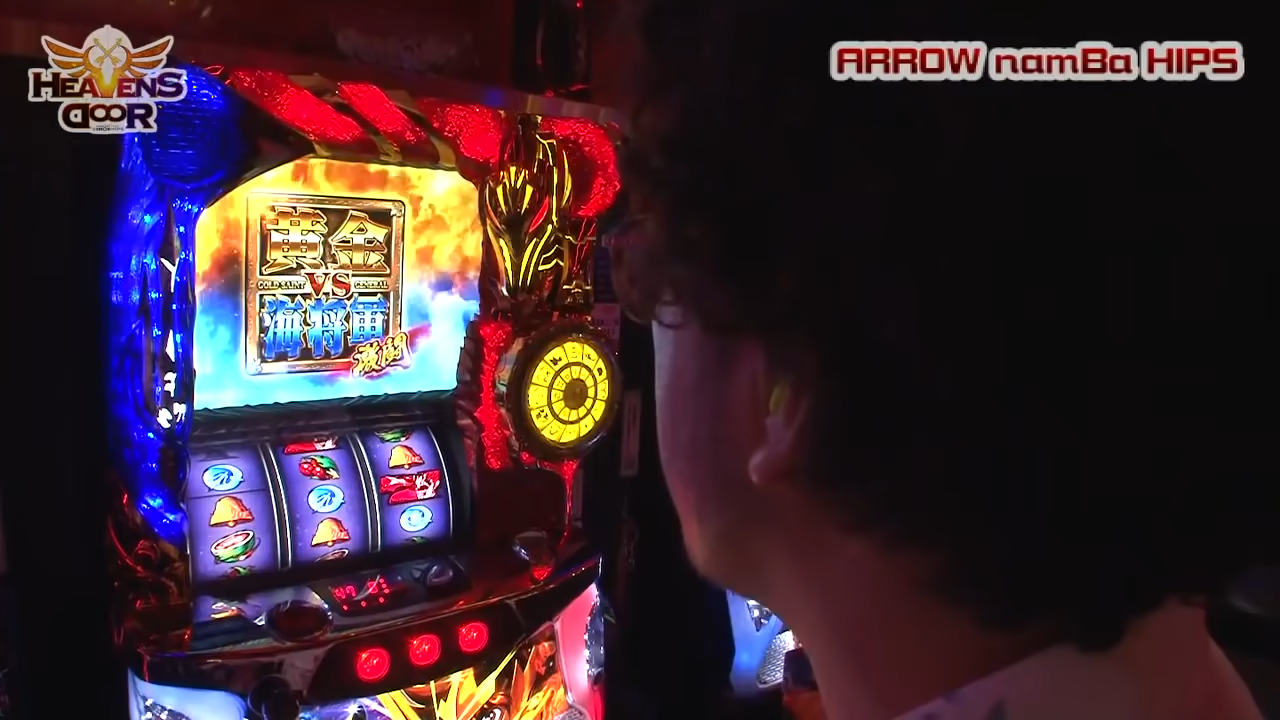 HEAVENS
DOOR
ARROW namBa HIPS
黄金
GOLD SAINT VS GENERAL
海将軍
激闘